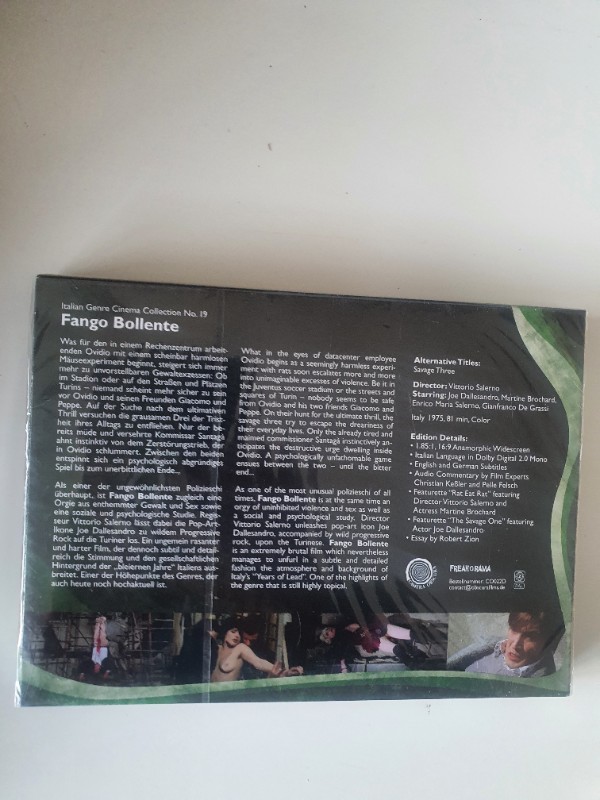 Italian Genre Cinema Collection No. 19
Fango Bollente
Was für den in einem Rechenzentrum arbeit-
enden Ovidio mit einem scheinbar harmlosen
Mäuseexperiment beginnt, steigert sich immer
mehr zu unvorstellbaren Gewaltexzessen: Ob
im Stadion oder auf den Straßen und Plätzen
Turins – niemand scheint mehr sicher zu sein
vor Ovidio und seinen Freunden Giacomo und
Peppe. Auf der Suche nach dem ultimativen
Thrill versuchen die grausamen Drei der Trist-
heit ihres Alltags zu entfliehen. Nur der be-
reits müde und versehrte Kommissar Santagà
ahnt instinktiv von dem Zerstörungstrieb, der
in Ovidio schlummert. Zwischen den beiden
entspinnt sich ein psychologisch abgründiges
Spiel bis zum unerbittlichen Ende...
Als einer der ungewöhnlichsten Polizieschi
überhaupt, ist Fango Bollente zugleich eine
Orgie aus enthemmter Gewalt und Sex sowie
eine soziale und psychologische Studie. Regis-
seur Vittorio Salerno lässt dabei die Pop-Art-
Ikone Joe Dallesandro zu wildem Progressive
Rock auf die Turiner los. Ein ungemein rasanter
und harter Film, der dennoch subtil und detail-
reich die Stimmung und den gesellschaftlichen
Hintergrund der „bleiernen Jahre" Italiens aus-
breitet. Einer der Höhepunkte des Genres, der
auch heute noch hochaktuell ist.
What in the eyes of datacenter employee
Ovidio begins as a seemingly harmless experi-
ment with rats soon escalates more and more
into unimaginable excesses of violence. Be it in
the Juventus soccer stadium or the streets and
squares of Turin – nobody seems to be safe
from Ovidio and his two friends Giacomo and
Peppe. On their hunt for the ultimate thrill, the
savage three try to escape the dreariness of
their everyday lives. Only the already tired and
maimed commissioner Santagà instinctively an-
ticipates the destructive urge dwelling inside
Ovidio. A psychologically unfathomable game
ensues between the two – until the bitter
end...
As one of the most unusual polizieschi of all
times, Fango Bollente is at the same time an
orgy of uninhibited violence and sex as well as
a social and psychological study. Director
Vittorio Salerno unleashes pop-art icon Joe
Dallesandro, accompanied by wild progressive
rock, upon the Turinese. Fango Bollente
is an extremely brutal film which nevertheless
manages to unfurl in a subtle and detailed
fashion the atmosphere and background of
Italy's "Years of Lead". One of the highlights of
the genre that is still highly topical.
Alternative Titles:
Savage Three
Director: Vittorio Salerno
Starring: Joe Dallesandro, Martine Brochard,
Enrico Maria Salerno, Gianfranco De Grassi
Italy 1975, 81 min, Color
Edition Details:
• 1.85:1, 16:9 Anamorphic Widescreen
• Italian Language in Dolby Digital 2.0 Mono
• English and German Subtitles
• Audio Commentary by Film Experts
Christian Keßler and Pelle Felsch
• Featurette "Rat Eat Rat" featuring
Director Vittorio Salerno and
Actress Martine Brochard
• Featurette "The Savage One" featuring
Actor Joe Dallesandro
• Essay by Robert Zion
FREAKORAMA
Bestellnummer: CO022D